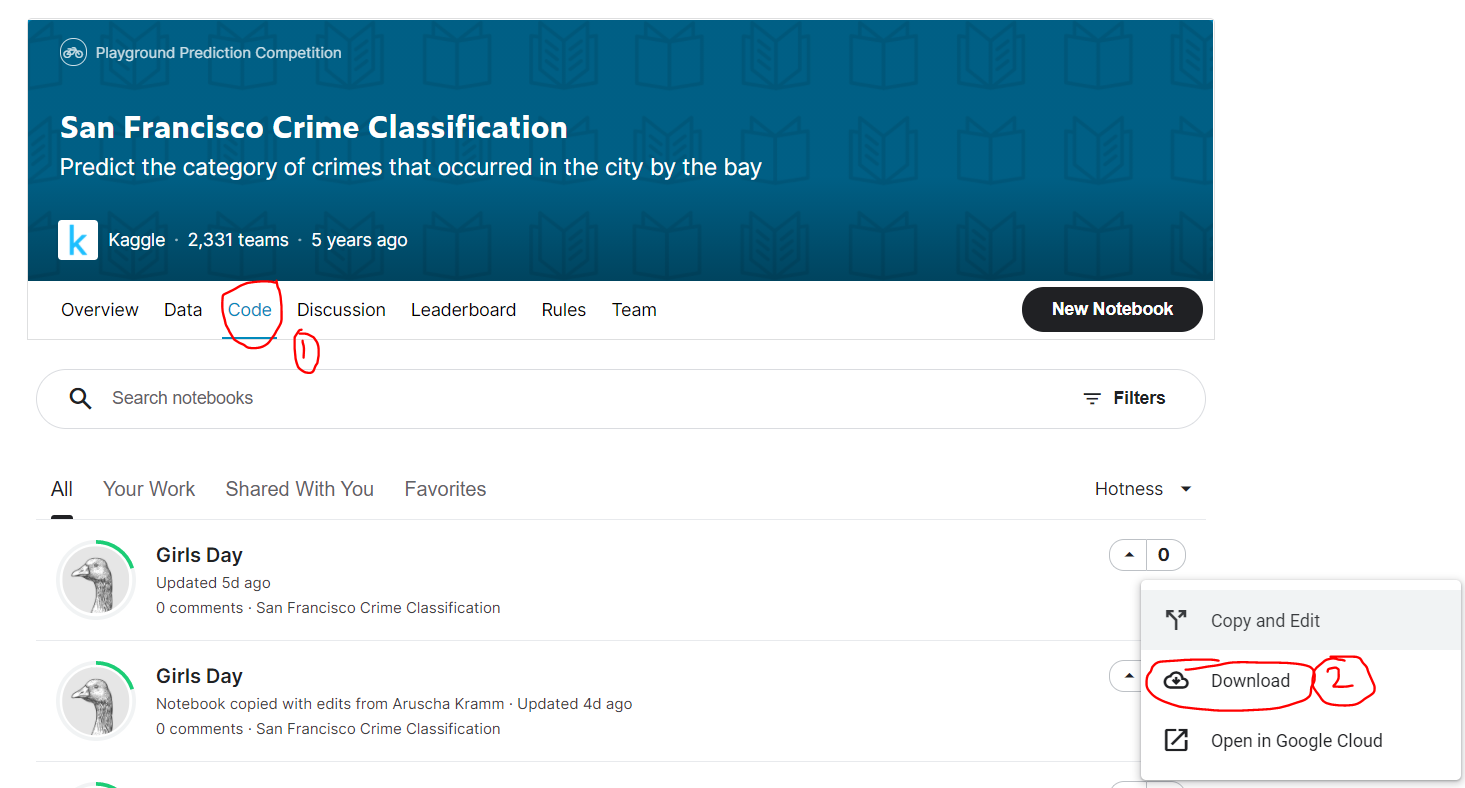 Playground Prediction Competition
San Francisco Crime Classification
Predict the category of crimes that occurred in the city by the bay
k Kaggle · 2,331 teams · 5 years ago
Overview Data Code Discussion Leaderboard Rules Team New Notebook
1
Search notebooks Filters
All Your Work Shared With You Favorites Hotness
Girls Day 0
Updated 5d ago
0 comments · San Francisco Crime Classification
Copy and Edit
Girls Day
Download 2
Notebook copied with edits from Aruscha Kramm · Updated 4d ago
0 comments · San Francisco Crime Classification
Open in Google Cloud